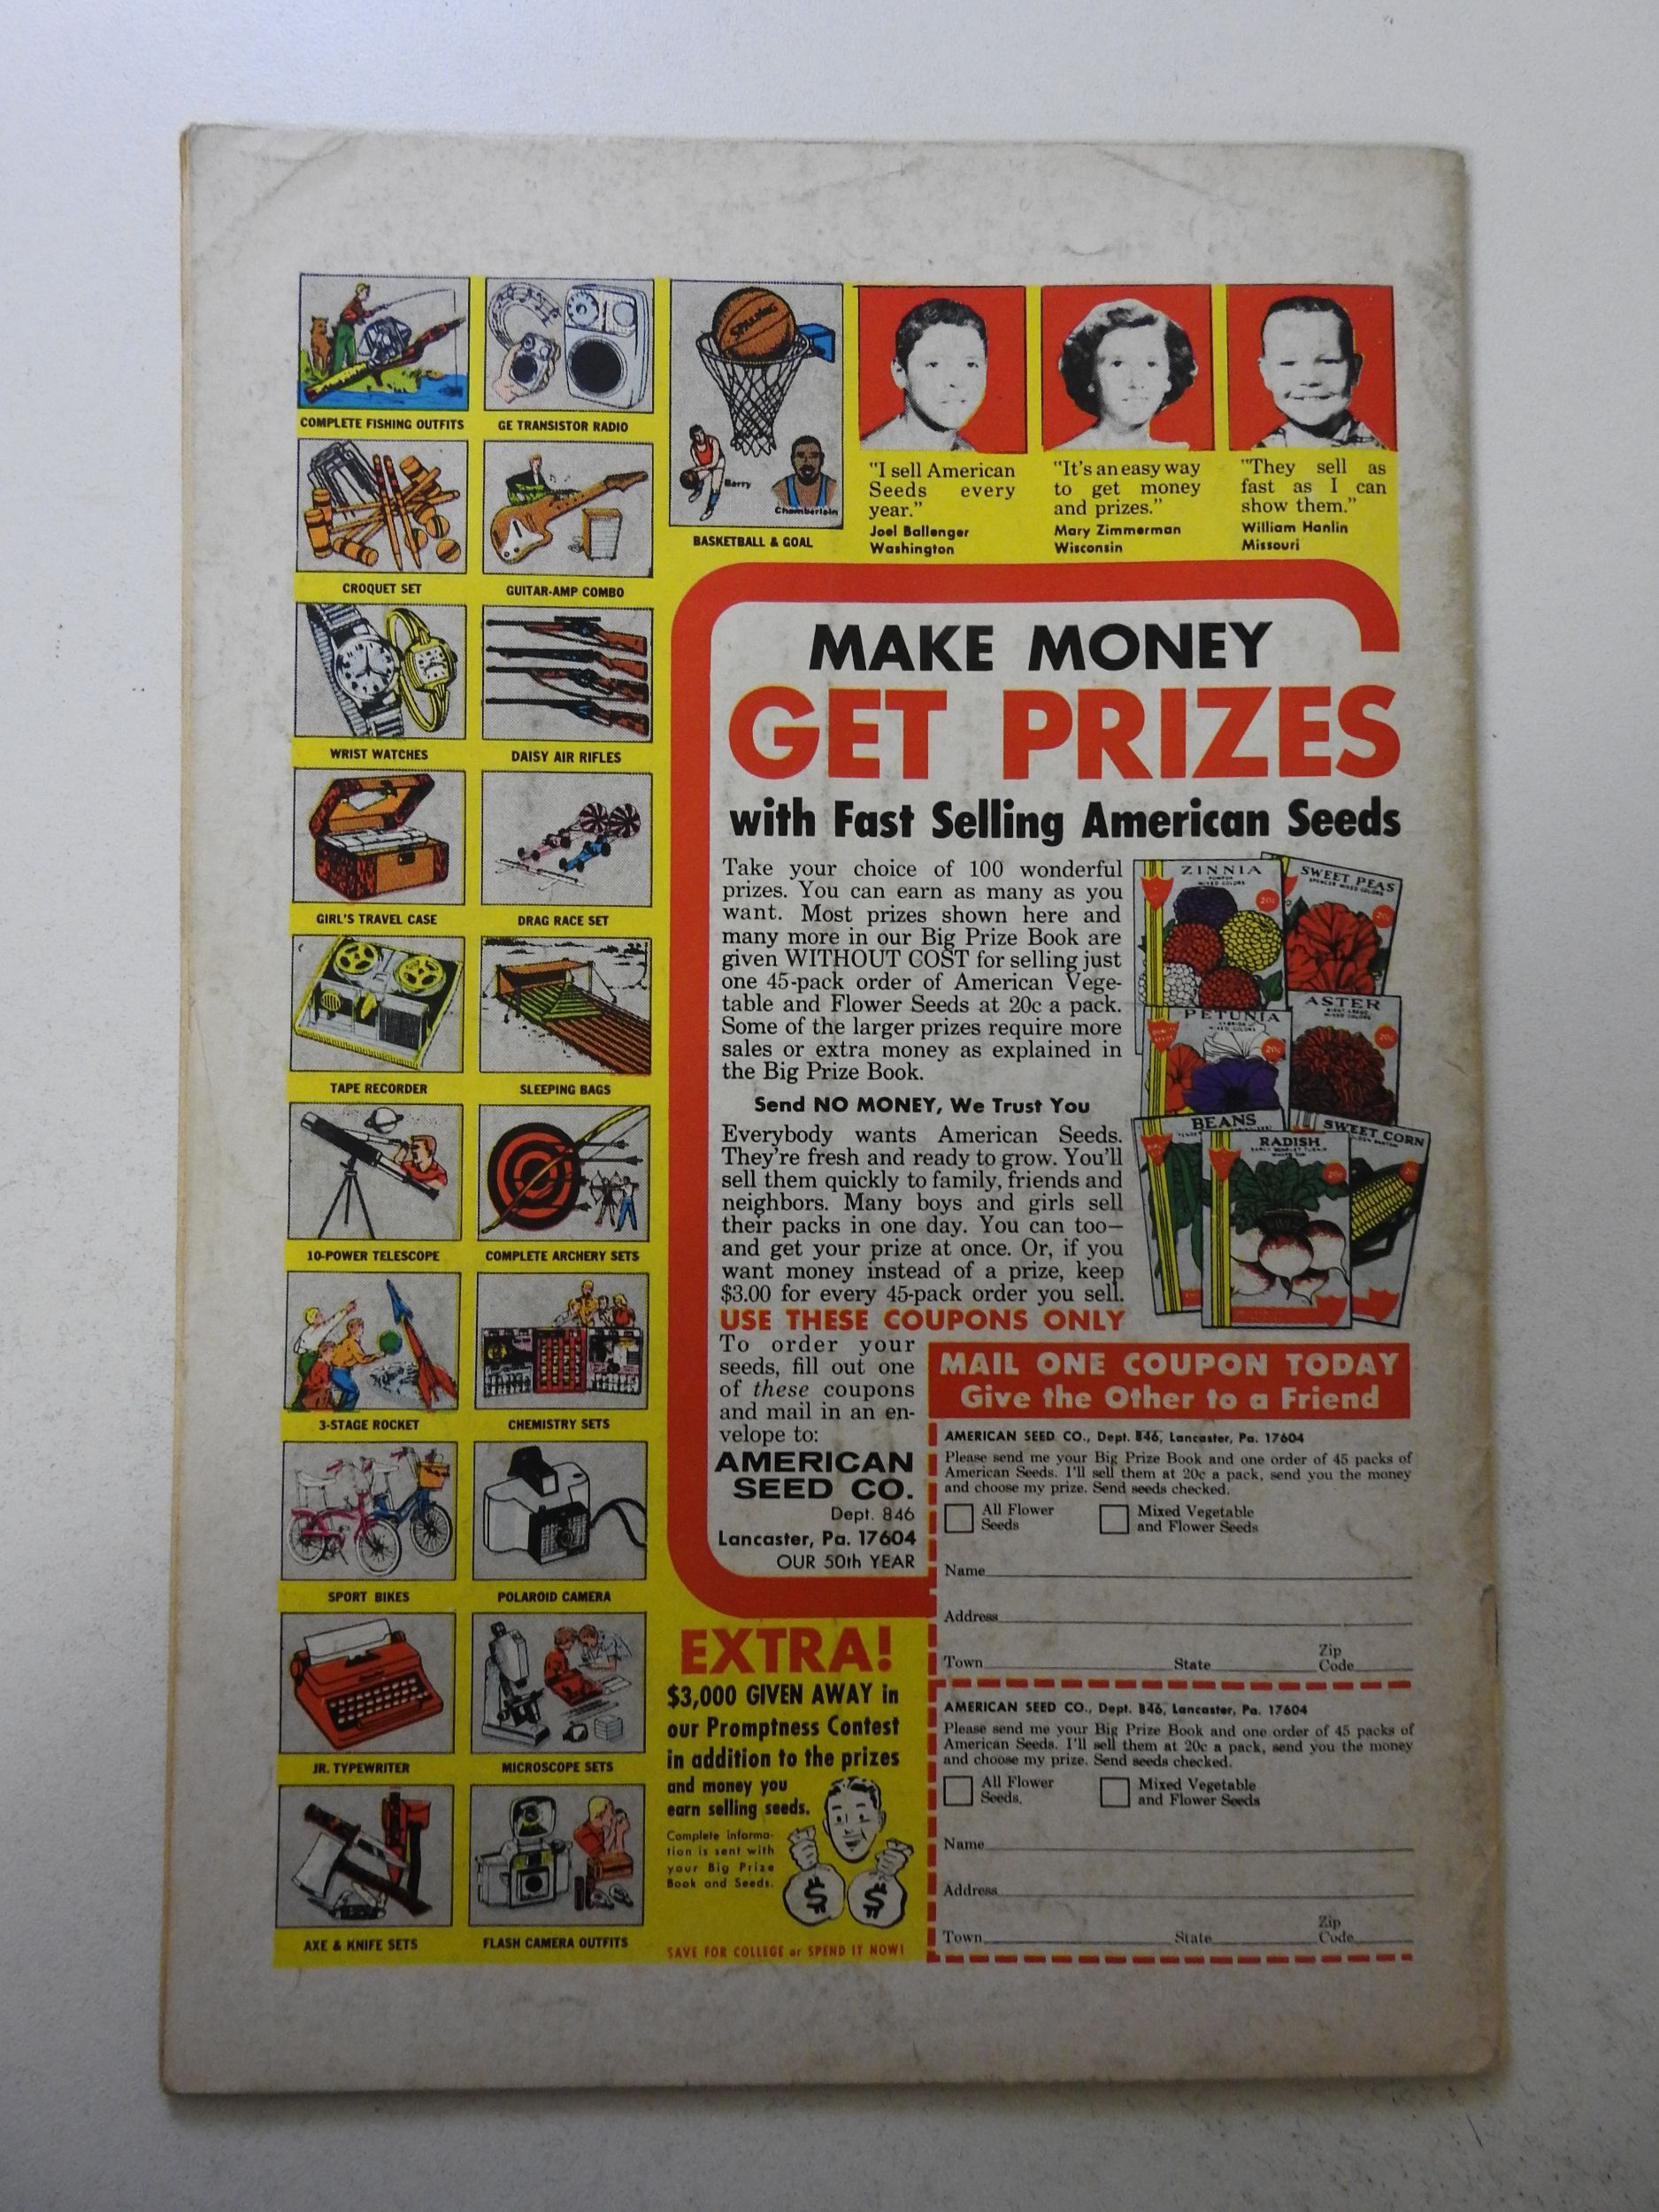 COMPLETE FISHING OUTFITS
GE TRANSISTOR RADIO
CROQUET SET
GUITAR-AMP COMBO
WRIST WATCHES
DAISY AIR RIFLES
GIRL'S TRAVEL CASE
DRAG RACE SET
TAPE RECORDER
SLEEPING BAGS
10-POWER TELESCOPE
COMPLETE ARCHERY SETS
3-STAGE ROCKET
CHEMISTRY SETS
SPORT BIKES
POLAROID CAMERA
JR. TYPEWRITER
MICROSCOPE SETS
AXE & KNIFE SETS
FLASH CAMERA OUTFITS
SPALDING
Barry
Chamberlain
BASKETBALL & GOAL
"I sell American
Seeds every
year."
Joel Ballenger
Washington
"It's an easy way
to get money
and prizes."
Mary Zimmerman
Wisconsin
"They sell as
fast as I can
show them."
William Hanlin
Missouri
MAKE MONEY
GET PRIZES
with Fast Selling American Seeds
Take your choice of 100 wonderful
prizes. You can earn as many as you
want. Most prizes shown here and
many more in our Big Prize Book are
given WITHOUT COST for selling just
one 45-pack order of American Vege-
table and Flower Seeds at 20c a pack.
Some of the larger prizes require more
sales or extra money as explained in
the Big Prize Book.
Send NO MONEY, We Trust You
Everybody wants American Seeds.
They're fresh and ready to grow. You'll
sell them quickly to family, friends and
neighbors. Many boys and girls sell
their packs in one day. You can too—
and get your prize at once. Or, if you
want money instead of a prize, keep
$3.00 for every 45-pack order you sell.
USE THESE COUPONS ONLY
To order your
seeds, fill out one
of these coupons
and mail in an en-
velope to:
AMERICAN
SEED CO.
Dept. 846
Lancaster, Pa. 17604
OUR 50th YEAR
ZINNIA
MIXED COLORS
20c
SWEET PEAS
SPENCER MIXED COLORS
20c
PETUNIA
MIXED COLORS
20c
ASTER
MIXED COLORS
20c
BEANS
RADISH
20c
SWEET CORN
20c
MAIL ONE COUPON TODAY
Give the Other to a Friend
AMERICAN SEED CO., Dept. 846, Lancaster, Pa. 17604
Please send me your Big Prize Book and one order of 45 packs of
American Seeds. I'll sell them at 20c a pack, send you the money
and choose my prize. Send seeds checked.
All Flower
Seeds
Mixed Vegetable
and Flower Seeds
Name
Address
Town State Zip
Code
AMERICAN SEED CO., Dept. 846, Lancaster, Pa. 17604
Please send me your Big Prize Book and one order of 45 packs of
American Seeds. I'll sell them at 20c a pack, send you the money
and choose my prize. Send seeds checked.
All Flower
Seeds.
Mixed Vegetable
and Flower Seeds
Name
Address
Town State Zip
Code
EXTRA!
$3,000 GIVEN AWAY in
our Promptness Contest
in addition to the prizes
and money you
earn selling seeds.
Complete informa-
tion is sent with
your Big Prize
Book and Seeds.
$ $
SAVE FOR COLLEGE or SPEND IT NOW!